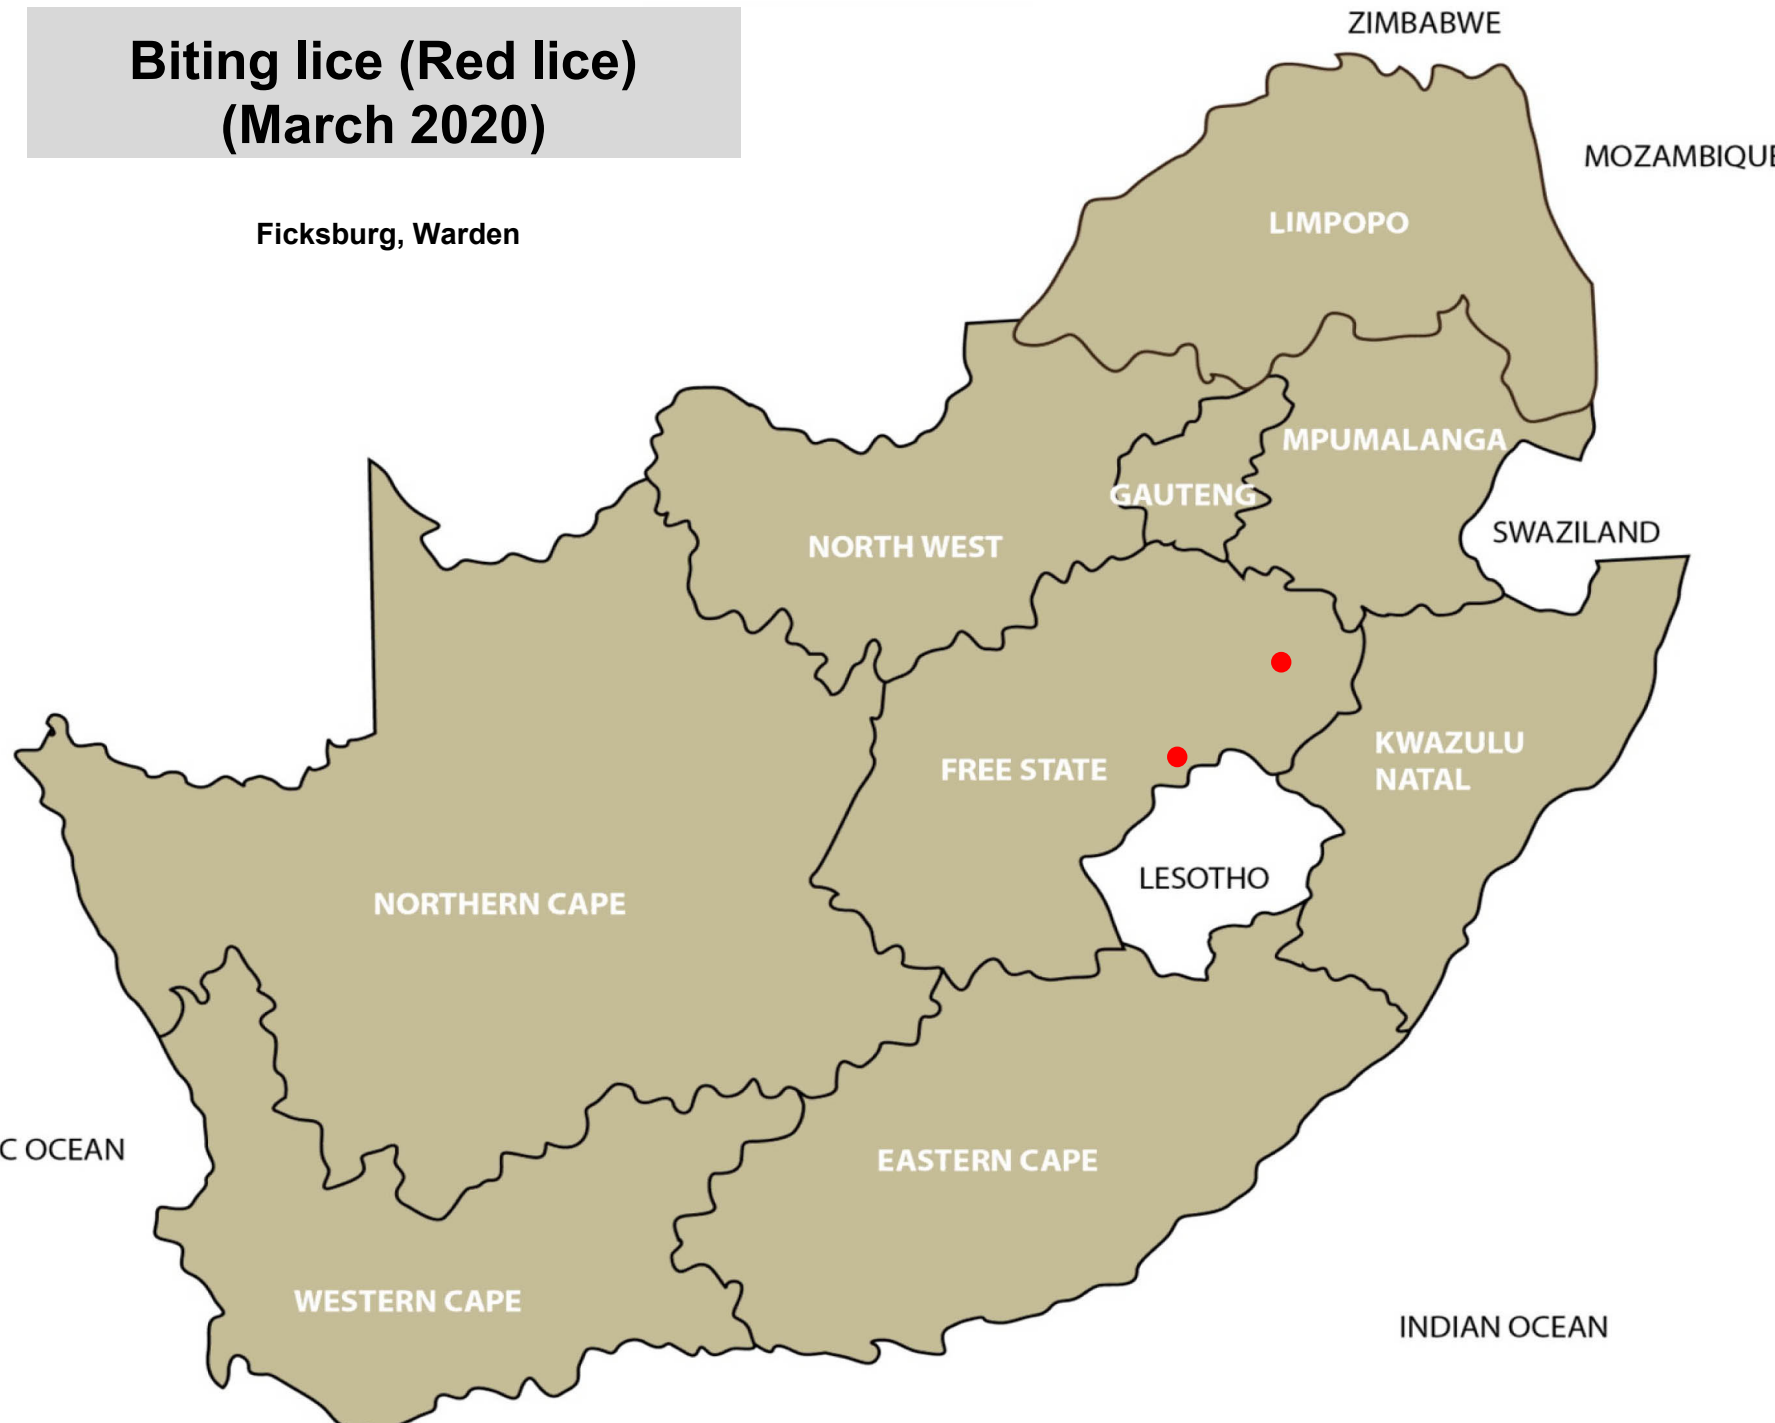 Biting lice (Red lice)
(March 2020)
Ficksburg, Warden
ZIMBABWE
MOZAMBIQUE
LIMPOPO
MPUMALANGA
GAUTENG
SWAZILAND
NORTH WEST
KWAZULU
NATAL
FREE STATE
LESOTHO
NORTHERN CAPE
C OCEAN
EASTERN CAPE
WESTERN CAPE
INDIAN OCEAN